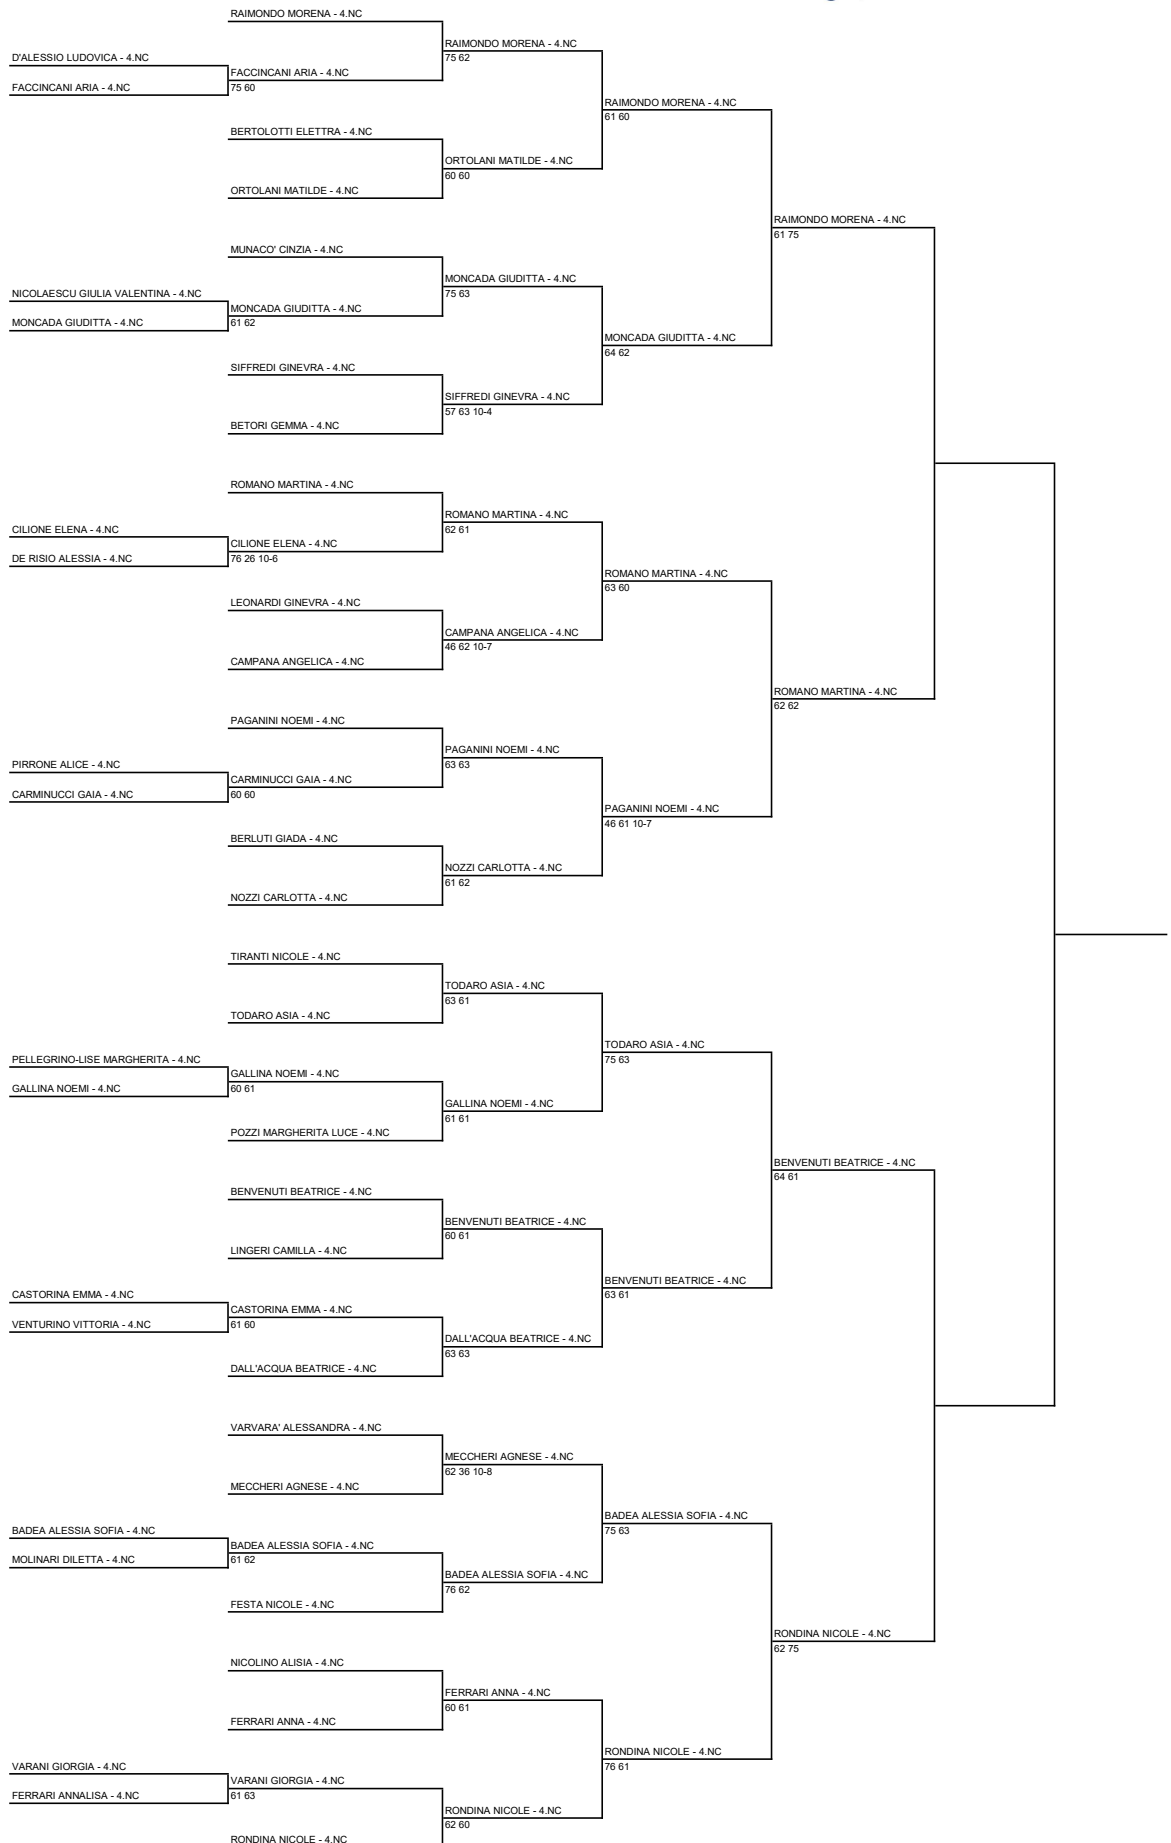 RAIMONDO MORENA - 4.NC
RAIMONDO MORENA - 4.NC
75 62
D'ALESSIO LUDOVICA - 4.NC
FACCINCANI ARIA - 4.NC
75 60
FACCINCANI ARIA - 4.NC
RAIMONDO MORENA - 4.NC
61 60
BERTOLOTTI ELETTRA - 4.NC
ORTOLANI MATILDE - 4.NC
60 60
ORTOLANI MATILDE - 4.NC
RAIMONDO MORENA - 4.NC
61 75
MUNACO' CINZIA - 4.NC
MONCADA GIUDITTA - 4.NC
75 63
NICOLAESCU GIULIA VALENTINA - 4.NC
MONCADA GIUDITTA - 4.NC
61 62
MONCADA GIUDITTA - 4.NC
MONCADA GIUDITTA - 4.NC
64 62
SIFFREDI GINEVRA - 4.NC
SIFFREDI GINEVRA - 4.NC
57 63 10-4
BETORI GEMMA - 4.NC
ROMANO MARTINA - 4.NC
ROMANO MARTINA - 4.NC
62 61
CILIONE ELENA - 4.NC
CILIONE ELENA - 4.NC
76 26 10-6
DE RISIO ALESSIA - 4.NC
ROMANO MARTINA - 4.NC
63 60
LEONARDI GINEVRA - 4.NC
CAMPANA ANGELICA - 4.NC
46 62 10-7
CAMPANA ANGELICA - 4.NC
ROMANO MARTINA - 4.NC
62 62
PAGANINI NOEMI - 4.NC
PAGANINI NOEMI - 4.NC
63 63
PIRRONE ALICE - 4.NC
CARMINUCCI GAIA - 4.NC
60 60
CARMINUCCI GAIA - 4.NC
PAGANINI NOEMI - 4.NC
46 61 10-7
BERLUTI GIADA - 4.NC
NOZZI CARLOTTA - 4.NC
61 62
NOZZI CARLOTTA - 4.NC
TIRANTI NICOLE - 4.NC
TODARO ASIA - 4.NC
63 61
TODARO ASIA - 4.NC
TODARO ASIA - 4.NC
75 63
PELLEGRINO-LISE MARGHERITA - 4.NC
GALLINA NOEMI - 4.NC
60 61
GALLINA NOEMI - 4.NC
GALLINA NOEMI - 4.NC
61 61
POZZI MARGHERITA LUCE - 4.NC
BENVENUTI BEATRICE - 4.NC
64 61
BENVENUTI BEATRICE - 4.NC
BENVENUTI BEATRICE - 4.NC
60 61
LINGERI CAMILLA - 4.NC
BENVENUTI BEATRICE - 4.NC
63 61
CASTORINA EMMA - 4.NC
CASTORINA EMMA - 4.NC
61 60
VENTURINO VITTORIA - 4.NC
DALL'ACQUA BEATRICE - 4.NC
63 63
DALL'ACQUA BEATRICE - 4.NC
VARVARA' ALESSANDRA - 4.NC
MECCHERI AGNESE - 4.NC
62 36 10-8
MECCHERI AGNESE - 4.NC
BADEA ALESSIA SOFIA - 4.NC
75 63
BADEA ALESSIA SOFIA - 4.NC
BADEA ALESSIA SOFIA - 4.NC
61 62
MOLINARI DILETTA - 4.NC
BADEA ALESSIA SOFIA - 4.NC
76 62
FESTA NICOLE - 4.NC
RONDINA NICOLE - 4.NC
62 75
NICOLINO ALISIA - 4.NC
FERRARI ANNA - 4.NC
60 61
FERRARI ANNA - 4.NC
RONDINA NICOLE - 4.NC
76 61
VARANI GIORGIA - 4.NC
VARANI GIORGIA - 4.NC
61 63
FERRARI ANNALISA - 4.NC
RONDINA NICOLE - 4.NC
62 60
RONDINA NICOLE - 4.NC